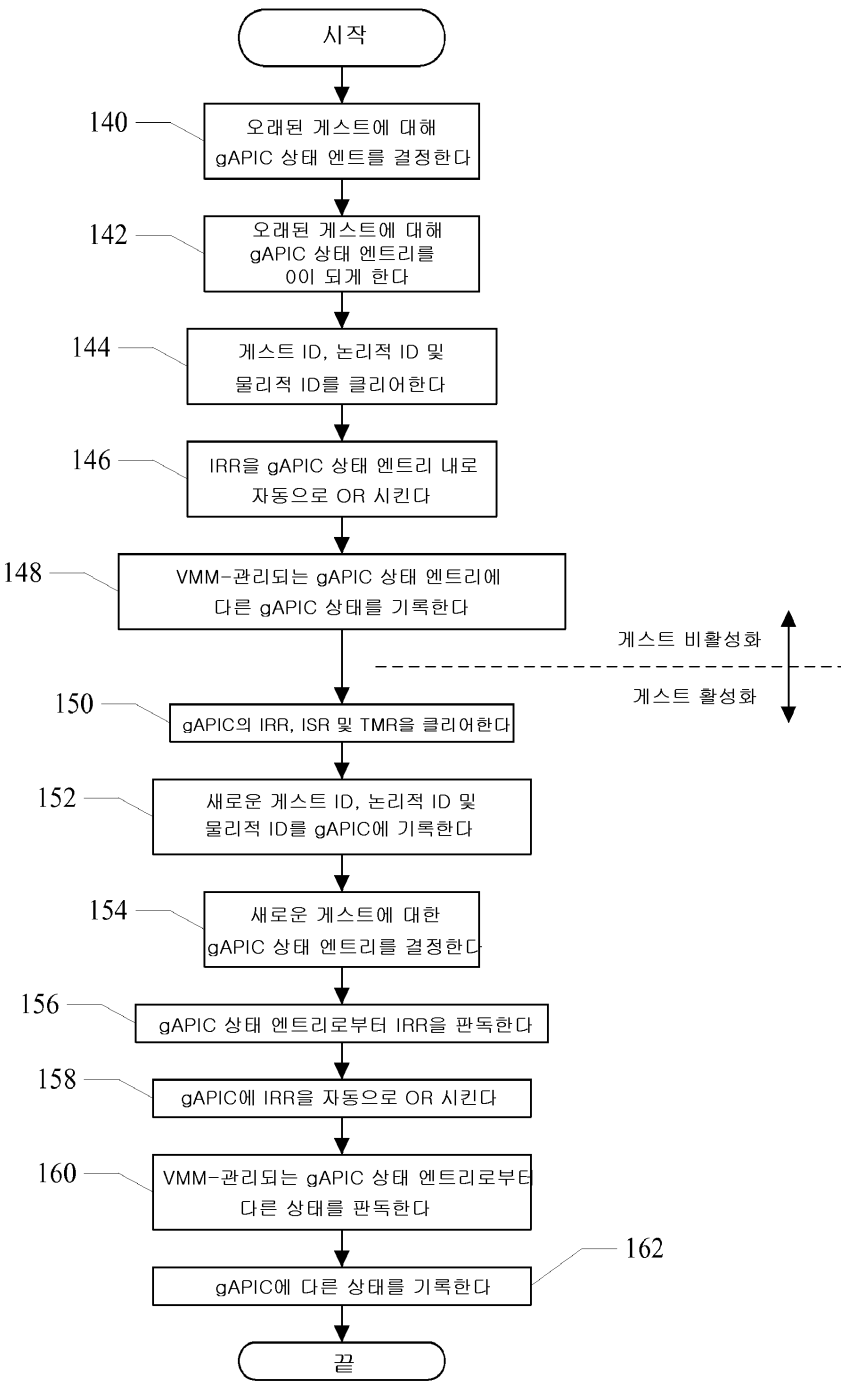 시작
140
오래된 게스트에 대해
gAPIC 상태 엔트를 결정한다
142
오래된 게스트에 대해
gAPIC 상태 엔트리를
0이 되게 한다
144
게스트 ID, 논리적 ID 및
물리적 ID를 클리어한다
146
IRR을 gAPIC 상태 엔트리 내로
자동으로 OR 시킨다
148
VMM-관리되는 gAPIC 상태 엔트리에
다른 gAPIC 상태를 기록한다
게스트 비활성화
게스트 활성화
150
gAPIC의 IRR, ISR 및 TMR을 클리어한다
152
새로운 게스트 ID, 논리적 ID 및
물리적 ID를 gAPIC에 기록한다
154
새로운 게스트에 대한
gAPIC 상태 엔트리를 결정한다
156
gAPIC 상태 엔트리로부터 IRR을 판독한다
158
gAPIC에 IRR을 자동으로 OR 시킨다
160
VMM-관리되는 gAPIC 상태 엔트리로부터
다른 상태를 판독한다
162
gAPIC에 다른 상태를 기록한다
끝